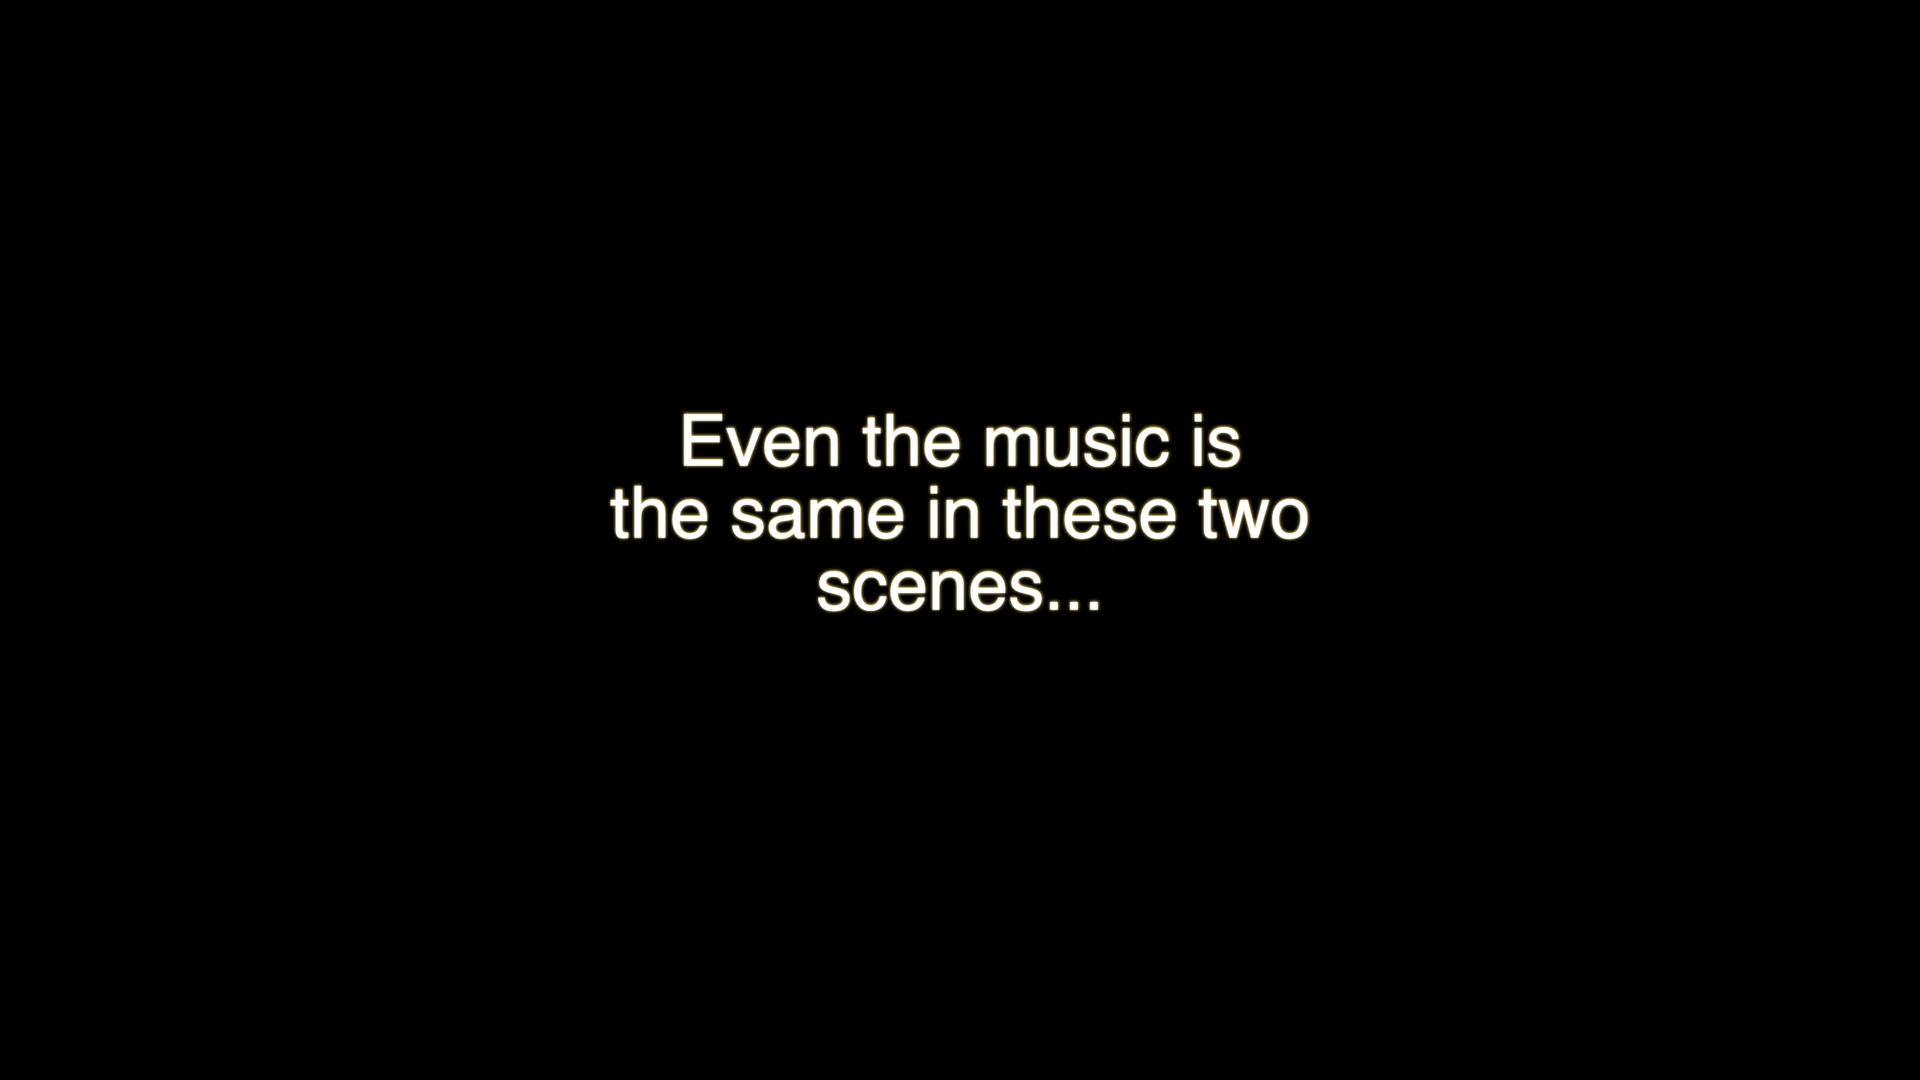 Even the music is
the same in these two
scenes...